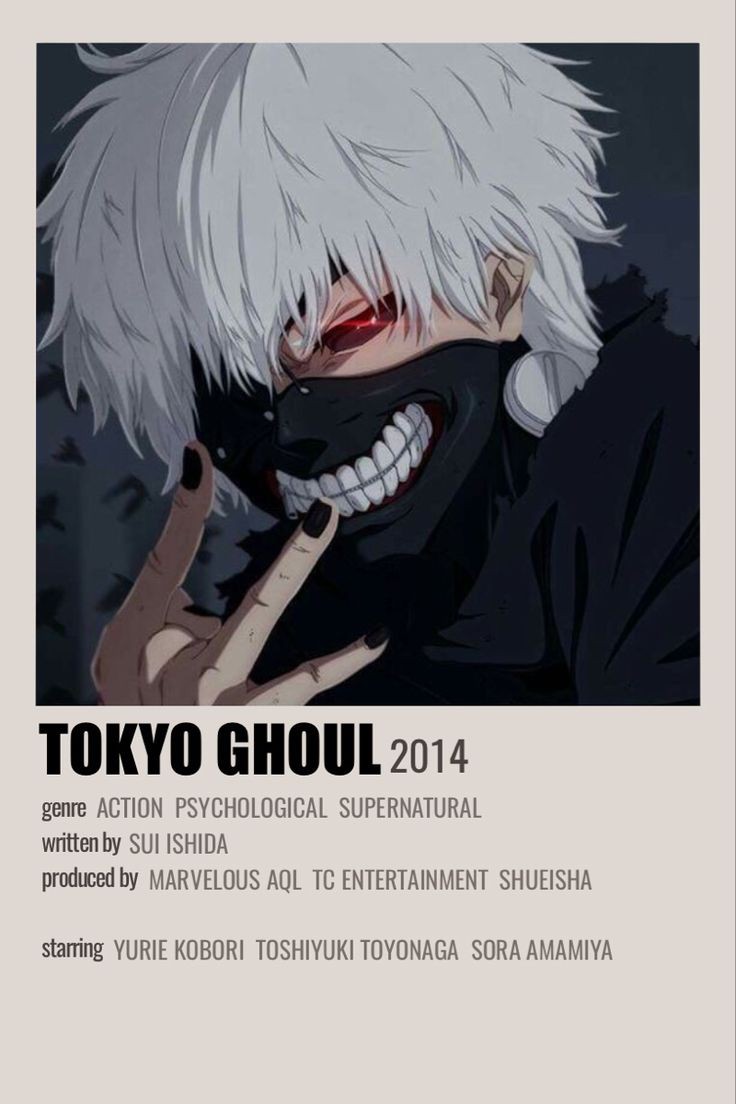 TOKYO GHOUL 2014
genre ACTION PSYCHOLOGICAL SUPERNATURAL
written by SUI ISHIDA
produced by MARVELOUS AQL TC ENTERTAINMENT SHUEISHA
starring YURIE KOBORI TOSHIYUKI TOYONAGA SORA AMAMIYA